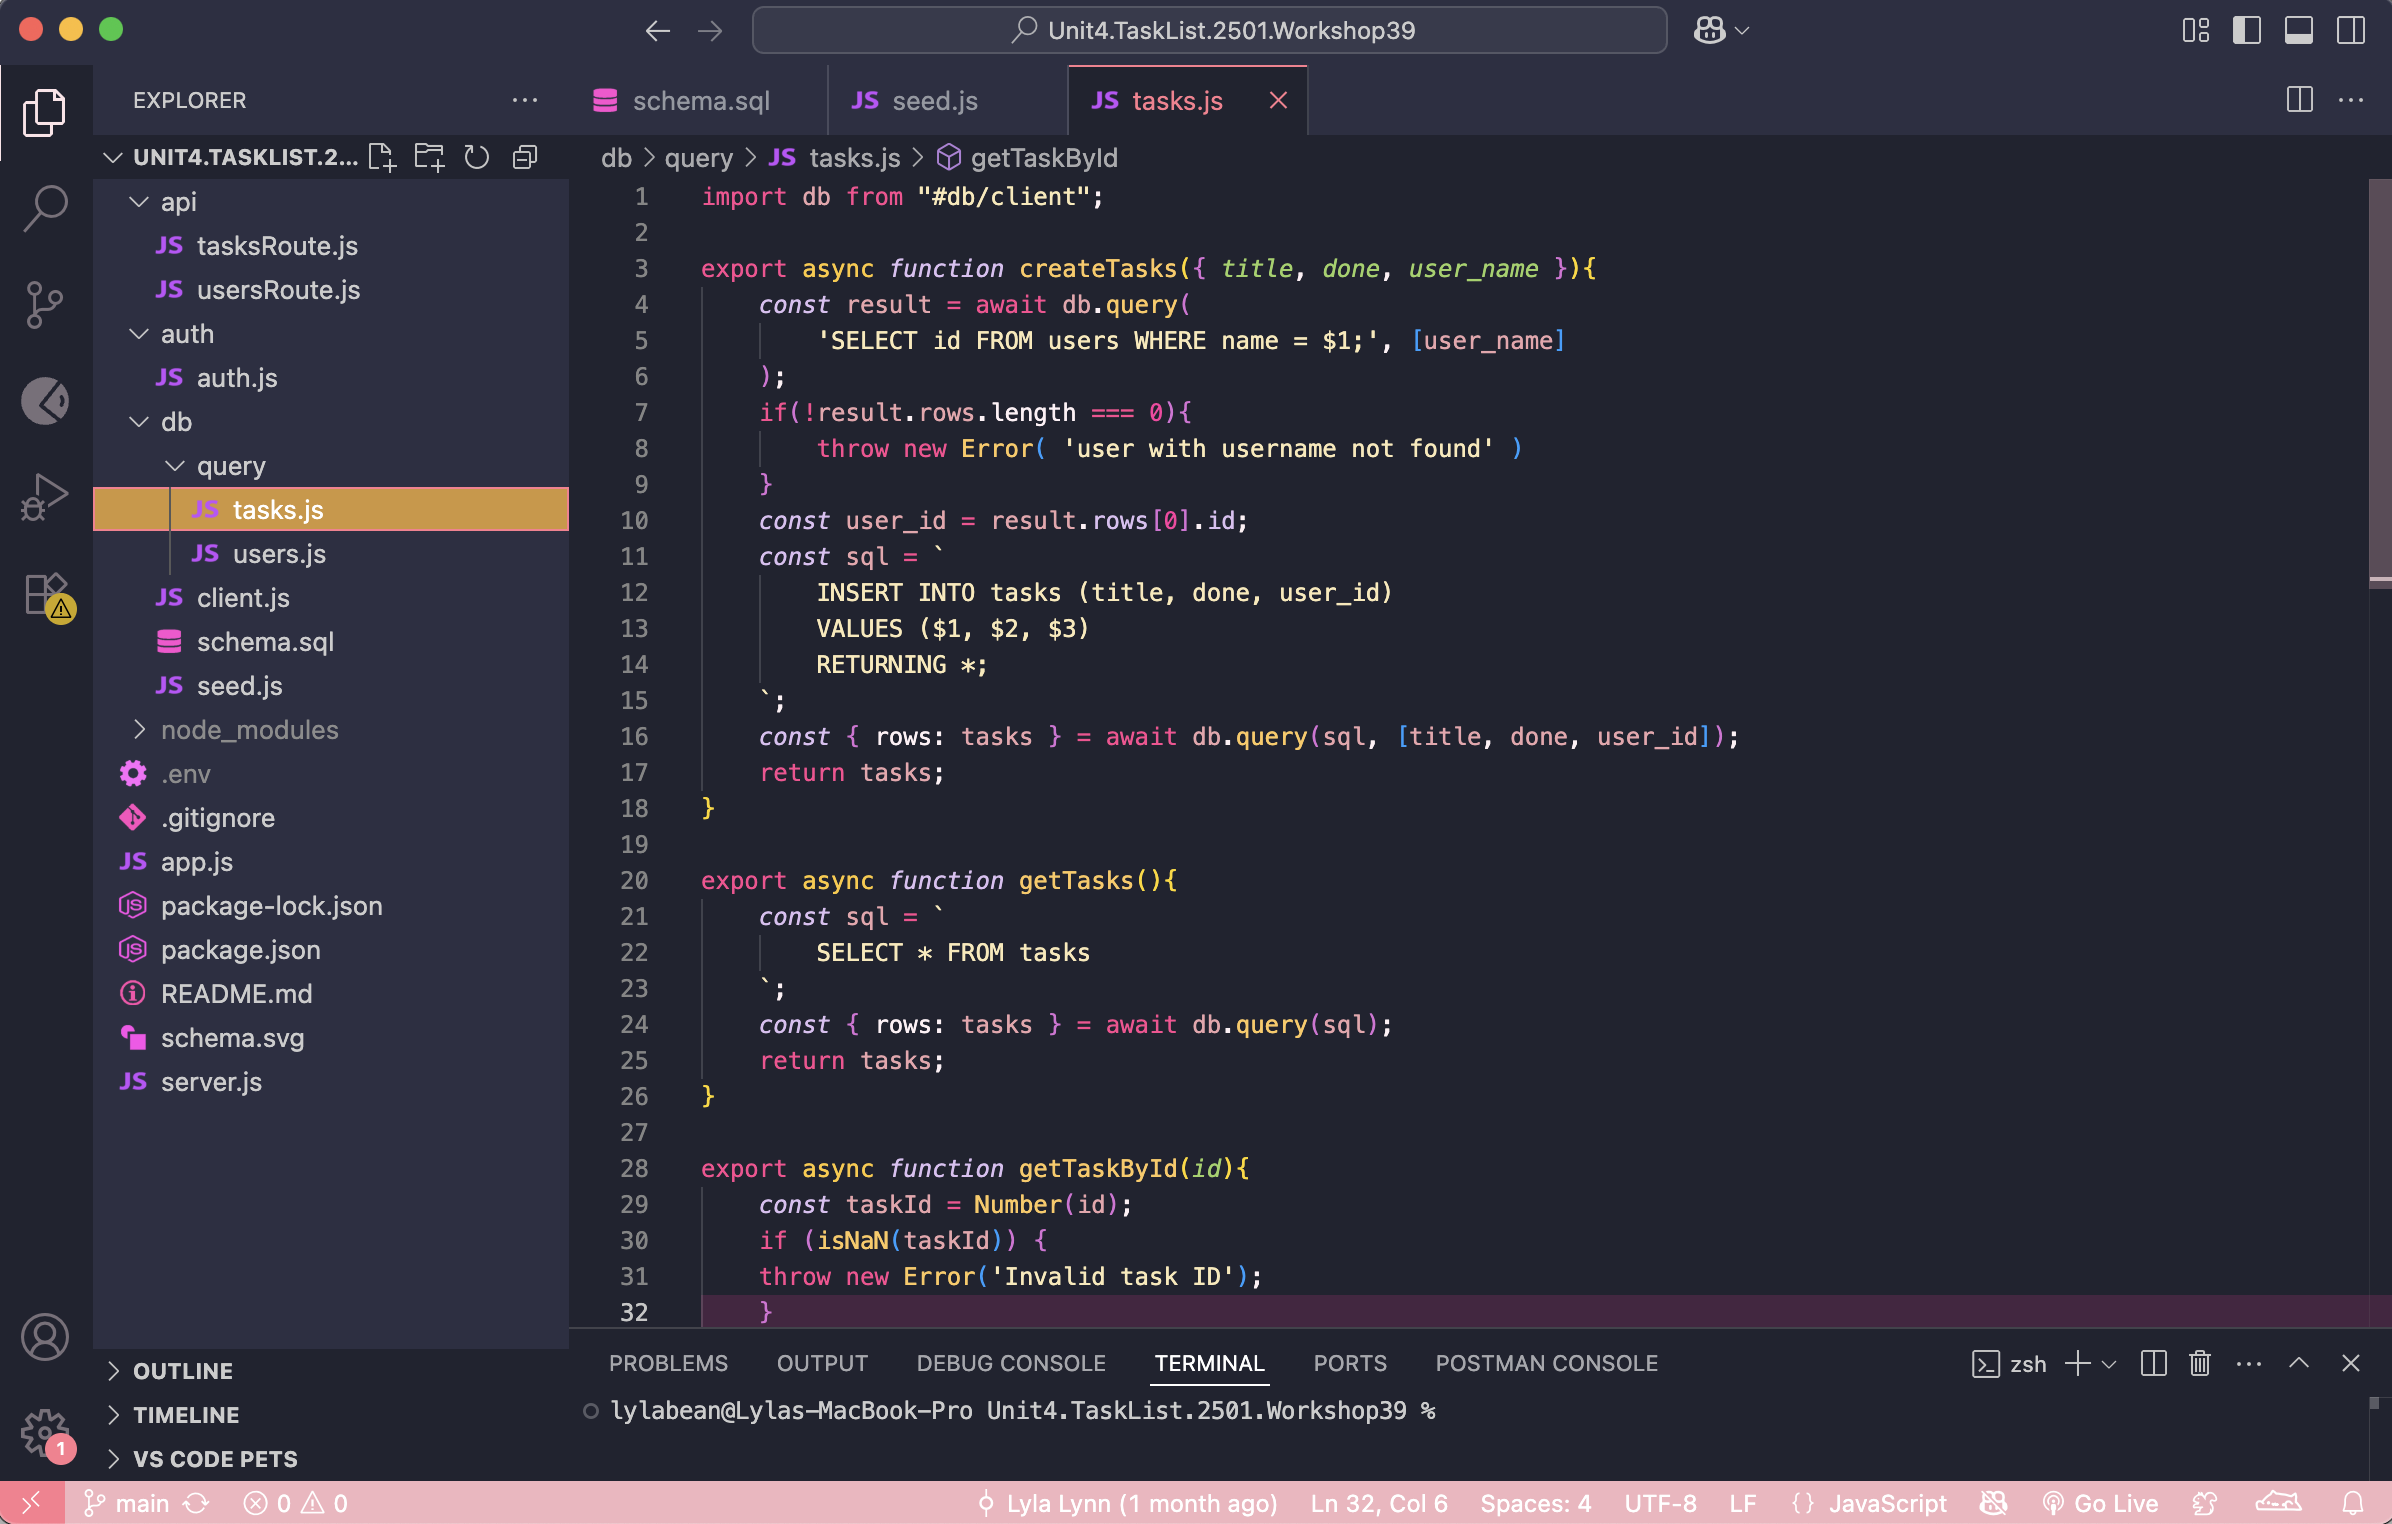 Unit4.TaskList.2501.Workshop39
EXPLORER
UNIT4.TASKLIST.2...
api
JS tasksRoute.js
JS usersRoute.js
auth
JS auth.js
db
query
JS tasks.js
JS users.js
JS client.js
schema.sql
JS seed.js
node_modules
.env
.gitignore
JS app.js
JS package-lock.json
JS package.json
README.md
schema.svg
JS server.js
OUTLINE
TIMELINE
VS CODE PETS
1
schema.sql
JS seed.js
JS tasks.js
db > query > JS tasks.js > getTaskById
1 import db from "#db/client";
2
3 export async function createTasks({ title, done, user_name }){
4     const result = await db.query(
5         'SELECT id FROM users WHERE name = $1;', [user_name]
6     );
7     if(!result.rows.length === 0){
8         throw new Error( 'user with username not found' )
9     }
10     const user_id = result.rows[0].id;
11     const sql = `
12         INSERT INTO tasks (title, done, user_id)
13         VALUES ($1, $2, $3)
14         RETURNING *;
15     `;
16     const { rows: tasks } = await db.query(sql, [title, done, user_id]);
17     return tasks;
18 }
19
20 export async function getTasks(){
21     const sql = `
22         SELECT * FROM tasks
23     `;
24     const { rows: tasks } = await db.query(sql);
25     return tasks;
26 }
27
28 export async function getTaskById(id){
29     const taskId = Number(id);
30     if (isNaN(taskId)) {
31     throw new Error('Invalid task ID');
32     }
PROBLEMS OUTPUT DEBUG CONSOLE TERMINAL PORTS POSTMAN CONSOLE
zsh
lylabean@Lylas-MacBook-Pro Unit4.TaskList.2501.Workshop39 %
main 0 0 Lyla Lynn (1 month ago) Ln 32, Col 6 Spaces: 4 UTF-8 LF {} JavaScript Go Live